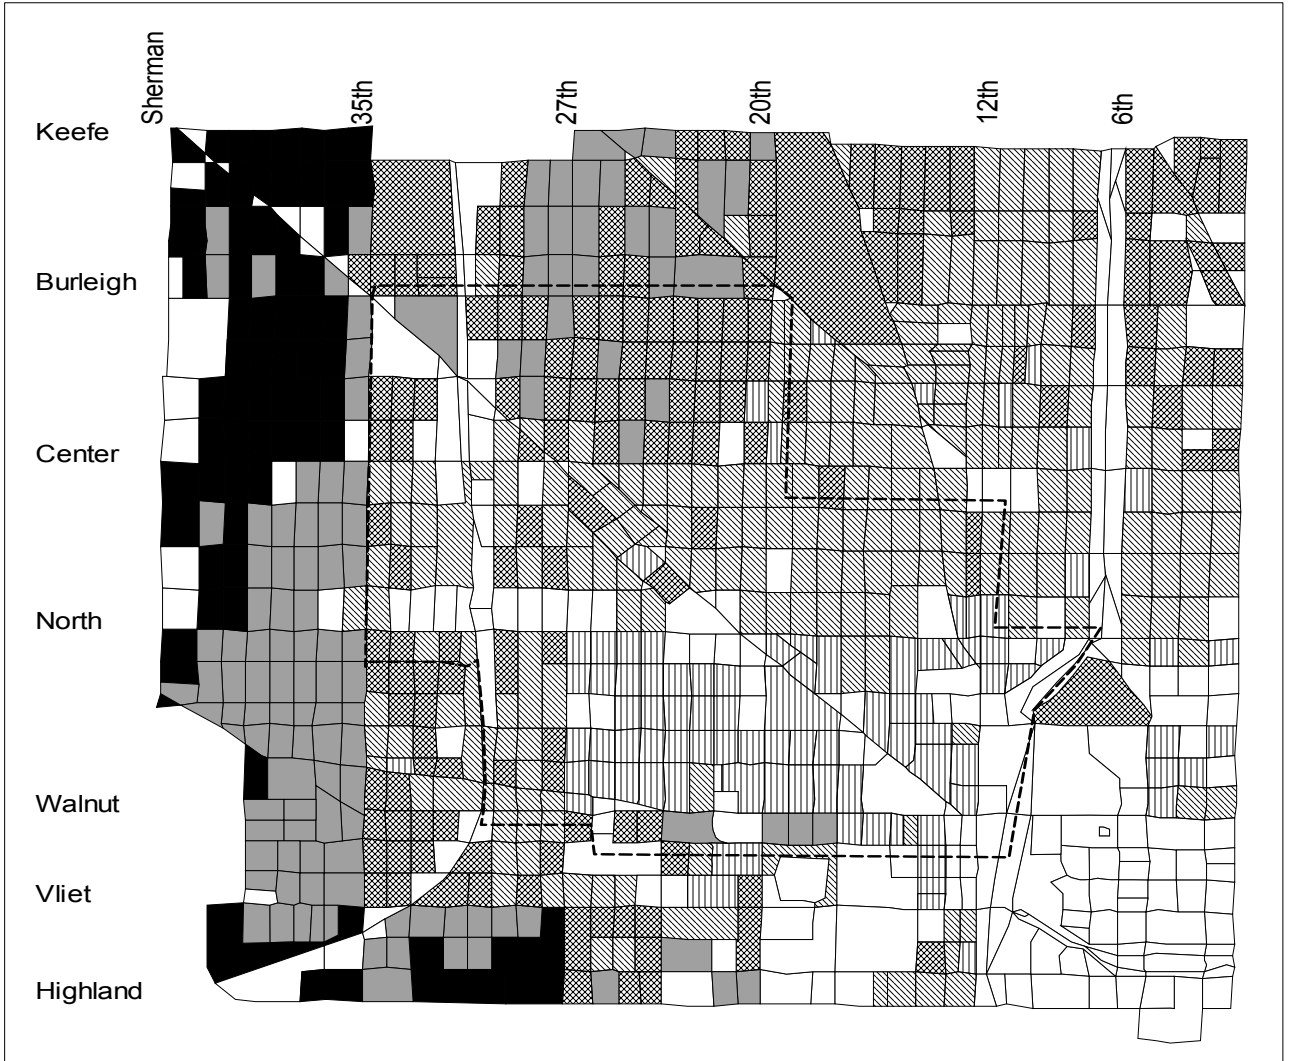 Sherman
35th
27th
20th
12th
6th
Keefe
Burleigh
Center
North
Walnut
Vliet
Highland